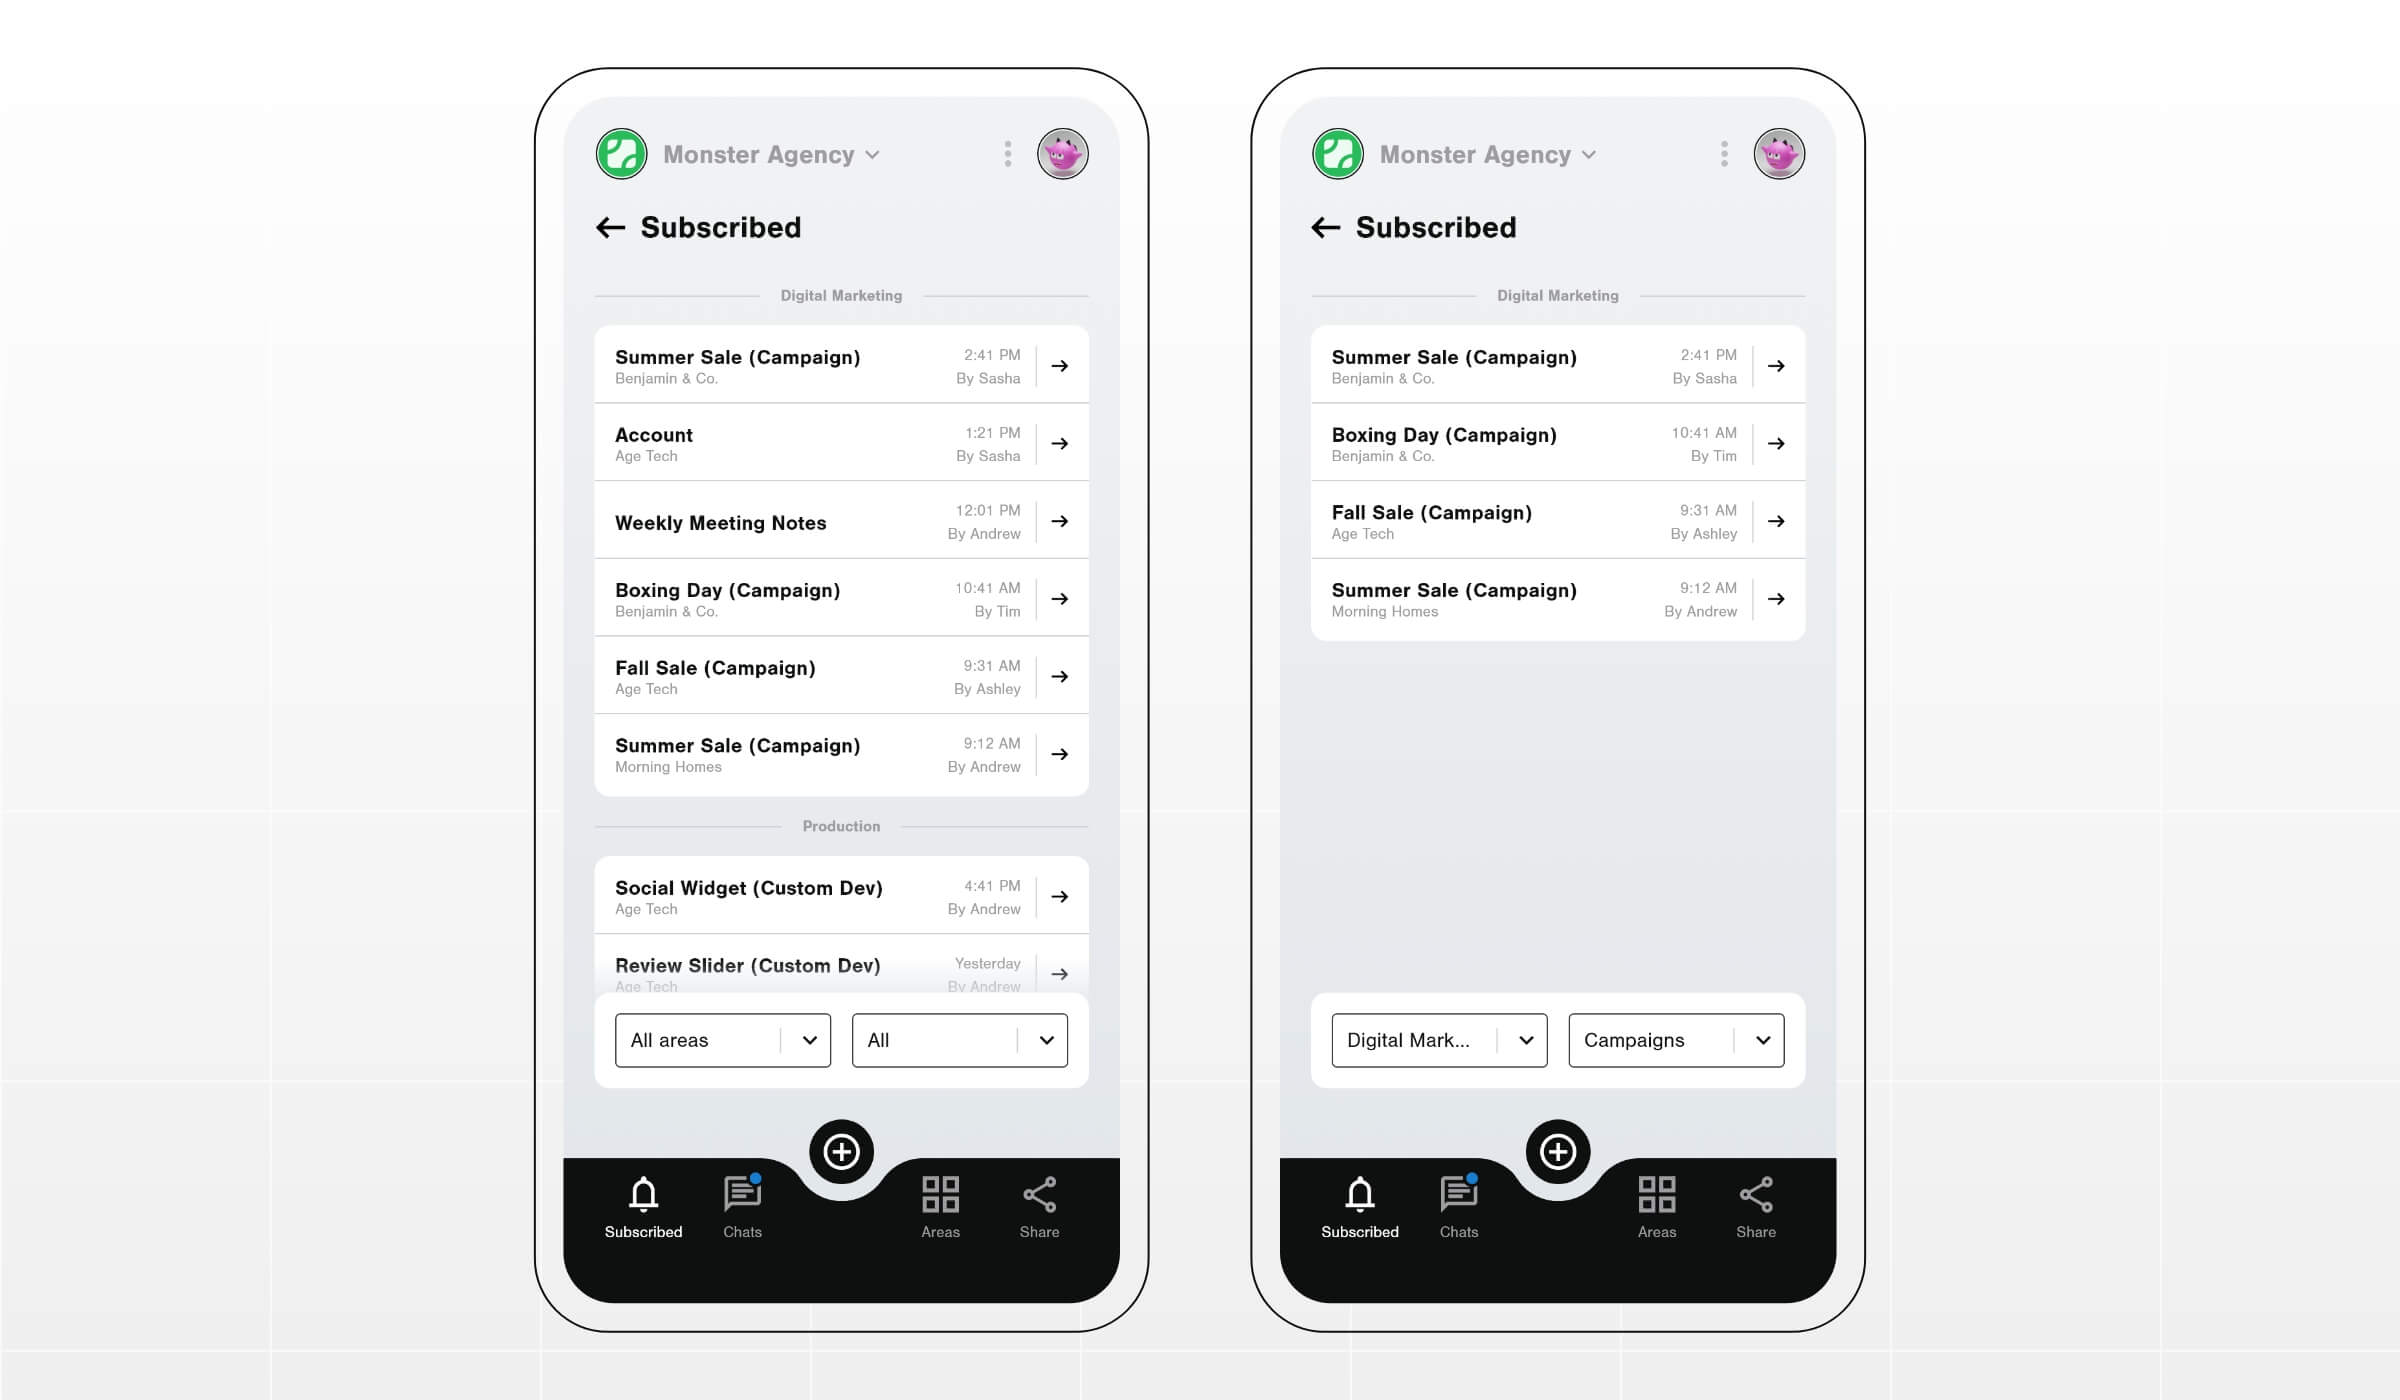 Monster Agency
Subscribed
Digital Marketing
Summer Sale (Campaign)
2:41 PM
Benjamin & Co.
By Sasha
Account
1:21 PM
Age Tech
By Sasha
Weekly Meeting Notes
12:01 PM
By Andrew
Boxing Day (Campaign)
10:41 AM
Benjamin & Co.
By Tim
Fall Sale (Campaign)
9:31 AM
Age Tech
By Ashley
Summer Sale (Campaign)
9:12 AM
Morning Homes
By Andrew
Production
Social Widget (Custom Dev)
4:41 PM
Age Tech
By Andrew
Review Slider (Custom Dev)
Yesterday
Age Tech
By Andrew
All areas
All
Subscribed
Chats
Areas
Share
Monster Agency
Subscribed
Digital Marketing
Summer Sale (Campaign)
2:41 PM
Benjamin & Co.
By Sasha
Boxing Day (Campaign)
10:41 AM
Benjamin & Co.
By Tim
Fall Sale (Campaign)
9:31 AM
Age Tech
By Ashley
Summer Sale (Campaign)
9:12 AM
Morning Homes
By Andrew
Digital Mark...
Campaigns
Subscribed
Chats
Areas
Share